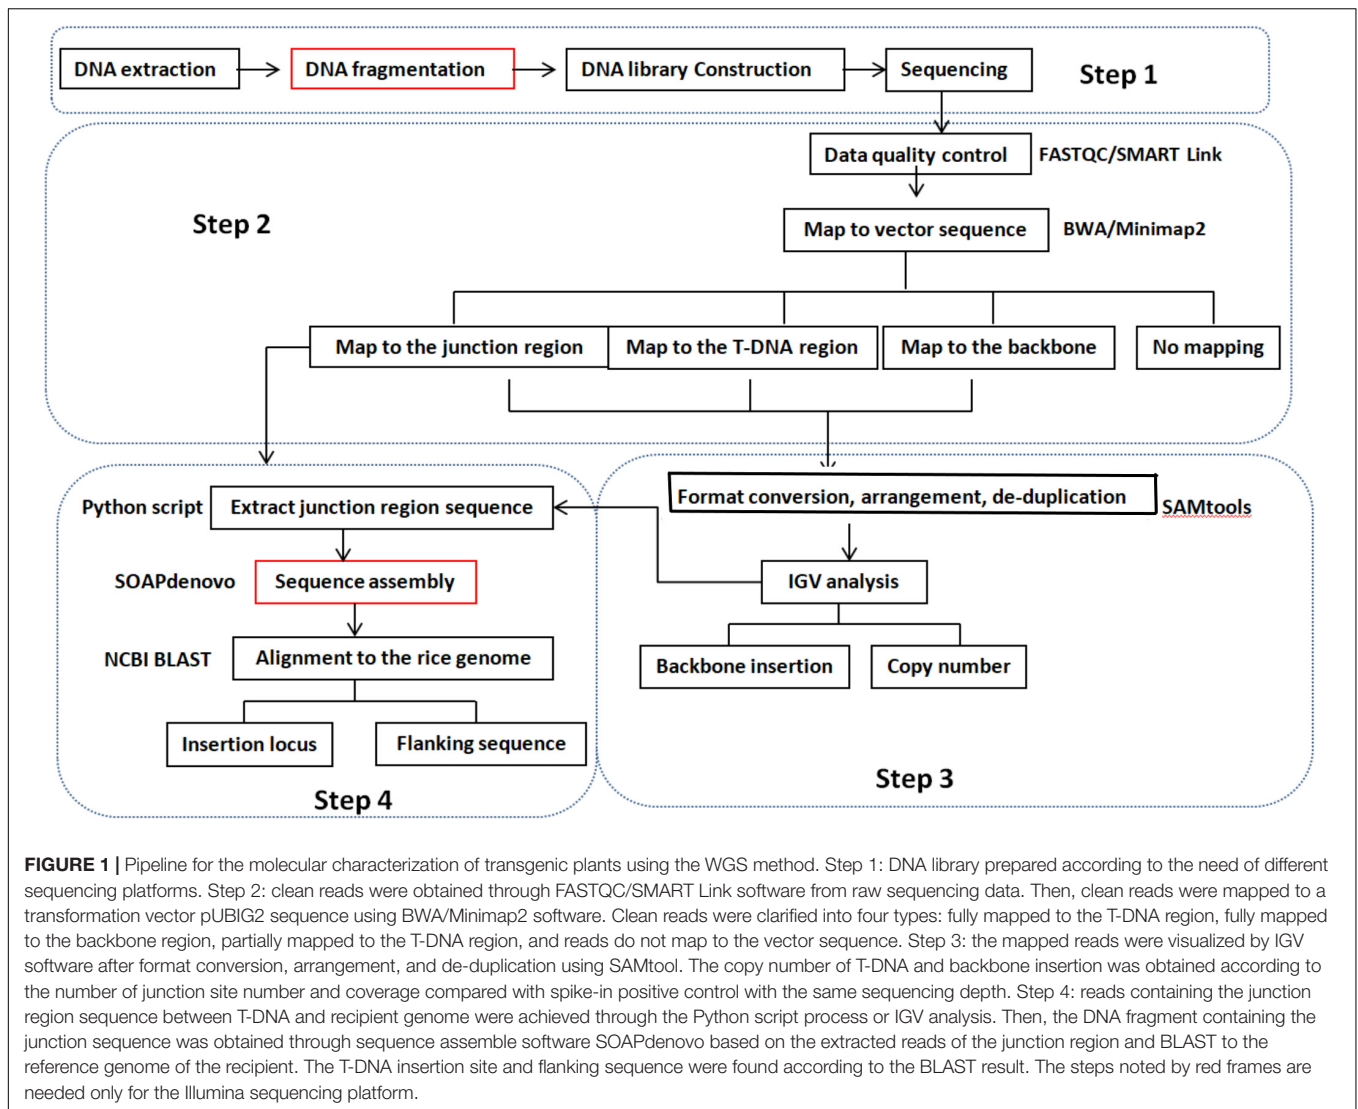 DNA extraction
DNA fragmentation
DNA library Construction
Sequencing
Step 1
Data quality control
FASTQC/SMART Link
Step 2
Map to vector sequence
BWA/Minimap2
Map to the junction region
Map to the T-DNA region
Map to the backbone
No mapping
Python script
Extract junction region sequence
Format conversion, arrangement, de-duplication
SAMtools
SOAPdenovo
Sequence assembly
IGV analysis
NCBI BLAST
Alignment to the rice genome
Backbone insertion
Copy number
Insertion locus
Flanking sequence
Step 3
Step 4
FIGURE 1 | Pipeline for the molecular characterization of transgenic plants using the WGS method. Step 1: DNA library prepared according to the need of different
sequencing platforms. Step 2: clean reads were obtained through FASTQC/SMART Link software from raw sequencing data. Then, clean reads were mapped to a
transformation vector pUBIG2 sequence using BWA/Minimap2 software. Clean reads were clarified into four types: fully mapped to the T-DNA region, fully mapped
to the backbone region, partially mapped to the T-DNA region, and reads do not map to the vector sequence. Step 3: the mapped reads were visualized by IGV
software after format conversion, arrangement, and de-duplication using SAMtool. The copy number of T-DNA and backbone insertion was obtained according to
the number of junction site number and coverage compared with spike-in positive control with the same sequencing depth. Step 4: reads containing the junction
region sequence between T-DNA and recipient genome were achieved through the Python script process or IGV analysis. Then, the DNA fragment containing the
junction sequence was obtained through sequence assemble software SOAPdenovo based on the extracted reads of the junction region and BLAST to the
reference genome of the recipient. The T-DNA insertion site and flanking sequence were found according to the BLAST result. The steps noted by red frames are
needed only for the Illumina sequencing platform.